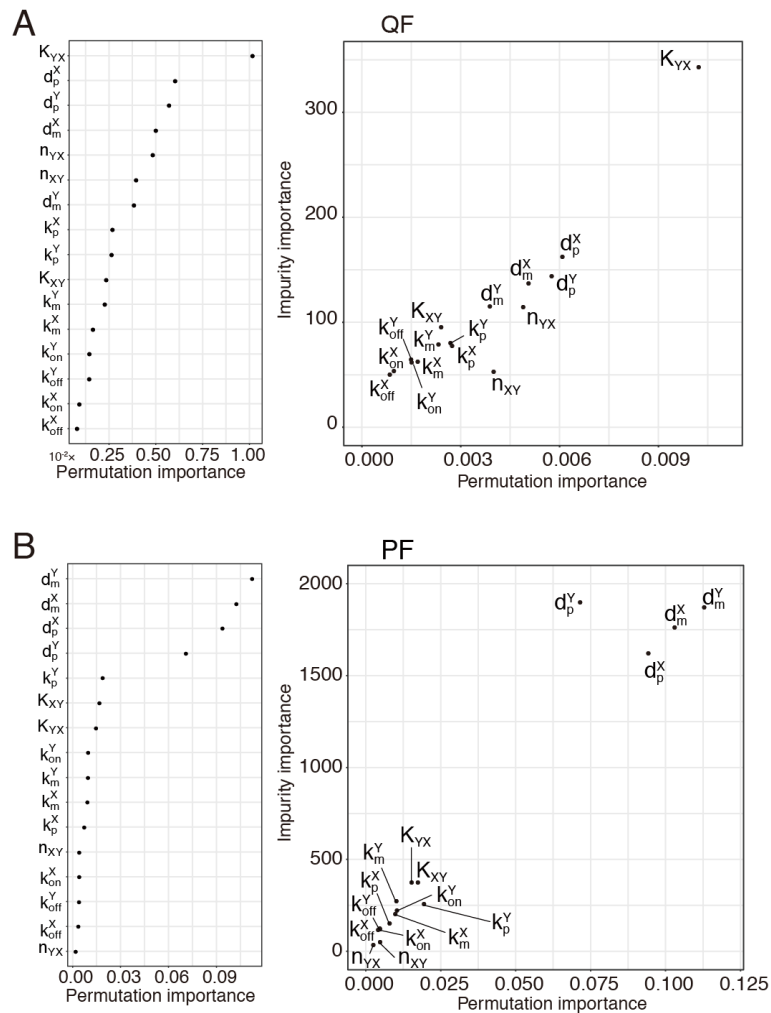 A
QF
K_YX
d_p^X
d_p^Y
d_m^X
n_YX
n_XY
d_m^Y
k_p^X
k_p^Y
K_XY
k_m^Y
k_m^X
k_on^Y
k_off^Y
k_on^X
k_off^X
10⁻²× 0.25 0.50 0.75 1.00
Permutation importance
Impurity importance
300
200
100
0
K_YX
d_p^X
d_m^X
d_p^Y
d_m^Y
n_YX
K_XY
k_off^Y
k_m^Y
k_p^Y
k_on^X
k_m^X
k_p^X
k_off^X
k_on^Y
n_XY
0.000 0.003 0.006 0.009
Permutation importance
B
PF
d_m^Y
d_m^X
d_p^X
d_p^Y
k_p^Y
K_XY
K_YX
k_on^Y
k_m^Y
k_m^X
k_p^X
n_XY
k_on^X
k_off^Y
k_off^X
n_YX
0.00 0.03 0.06 0.09
Permutation importance
Impurity importance
2000
1500
1000
500
0
d_p^Y
d_m^Y
d_m^X
d_p^X
K_YX
k_m^Y
K_XY
k_p^X
k_on^Y
k_off^Y
k_p^Y
k_off^X
k_on^X
k_m^X
n_YX
n_XY
0.000 0.025 0.050 0.075 0.100 0.125
Permutation importance